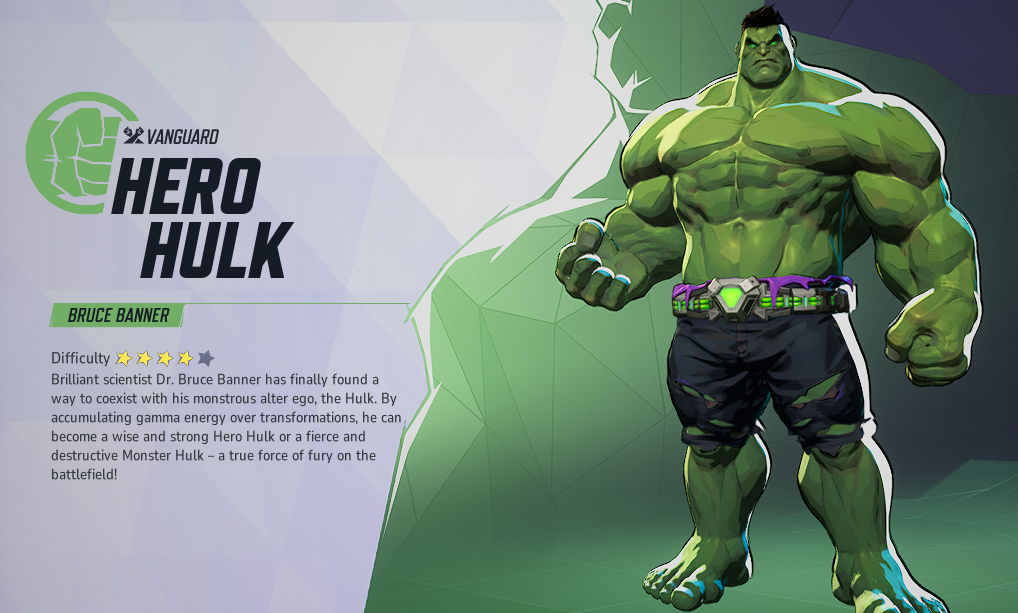 VANGUARD
HERO
HULK
BRUCE BANNER
Difficulty
Brilliant scientist Dr. Bruce Banner has finally found a
way to coexist with his monstrous alter ego, the Hulk. By
accumulating gamma energy over transformations, he can
become a wise and strong Hero Hulk or a fierce and
destructive Monster Hulk – a true force of fury on the
battlefield!